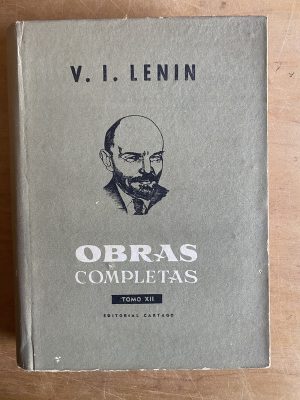 V. I. LENIN
OBRAS
COMPLETAS
TOMO XII
EDITORIAL CARTAGO